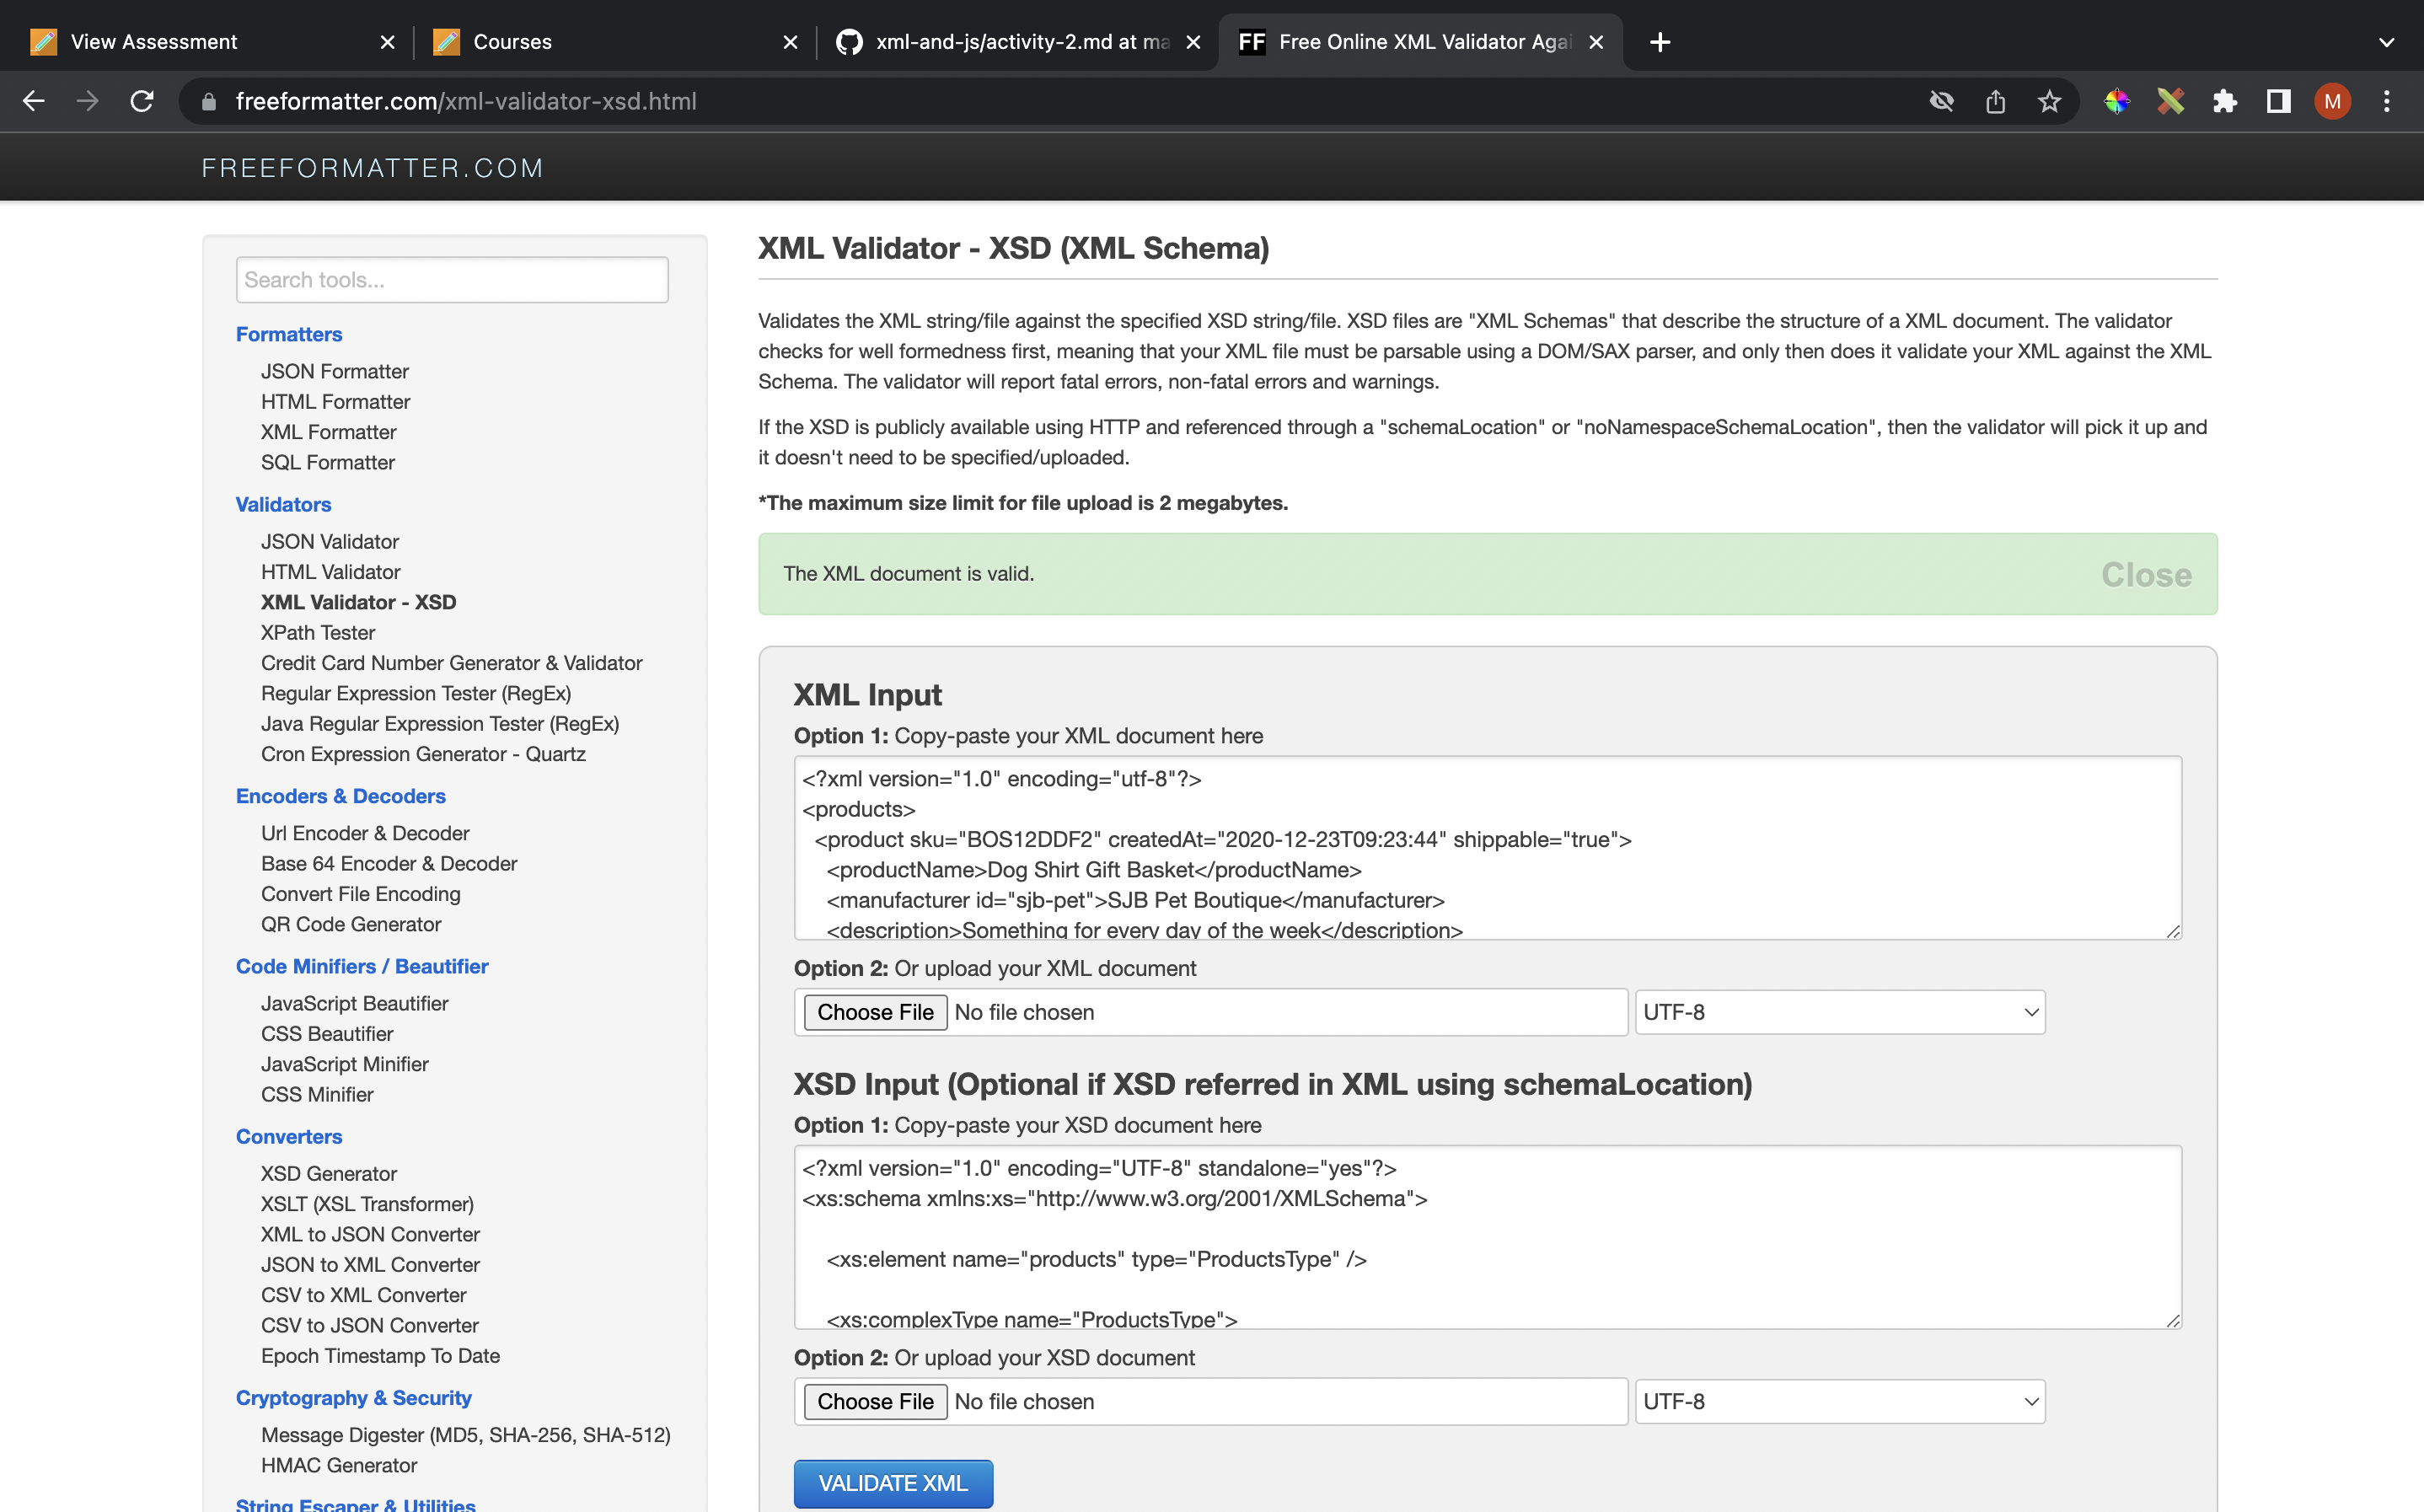 View Assessment
Courses
xml-and-js/activity-2.md at ma
FF Free Online XML Validator Agai
freeformatter.com/xml-validator-xsd.html
M
FREEFORMATTER.COM
Search tools...
Formatters
JSON Formatter
HTML Formatter
XML Formatter
SQL Formatter
Validators
JSON Validator
HTML Validator
XML Validator - XSD
XPath Tester
Credit Card Number Generator & Validator
Regular Expression Tester (RegEx)
Java Regular Expression Tester (RegEx)
Cron Expression Generator - Quartz
Encoders & Decoders
Url Encoder & Decoder
Base 64 Encoder & Decoder
Convert File Encoding
QR Code Generator
Code Minifiers / Beautifier
JavaScript Beautifier
CSS Beautifier
JavaScript Minifier
CSS Minifier
Converters
XSD Generator
XSLT (XSL Transformer)
XML to JSON Converter
JSON to XML Converter
CSV to XML Converter
CSV to JSON Converter
Epoch Timestamp To Date
Cryptography & Security
Message Digester (MD5, SHA-256, SHA-512)
HMAC Generator
String Escaper & Utilities
XML Validator - XSD (XML Schema)
Validates the XML string/file against the specified XSD string/file. XSD files are "XML Schemas" that describe the structure of a XML document. The validator
checks for well formedness first, meaning that your XML file must be parsable using a DOM/SAX parser, and only then does it validate your XML against the XML
Schema. The validator will report fatal errors, non-fatal errors and warnings.
If the XSD is publicly available using HTTP and referenced through a "schemaLocation" or "noNamespaceSchemaLocation", then the validator will pick it up and
it doesn't need to be specified/uploaded.
*The maximum size limit for file upload is 2 megabytes.
The XML document is valid.
Close
XML Input
Option 1: Copy-paste your XML document here
<?xml version="1.0" encoding="utf-8"?>
<products>
<product sku="BOS12DDF2" createdAt="2020-12-23T09:23:44" shippable="true">
<productName>Dog Shirt Gift Basket</productName>
<manufacturer id="sjb-pet">SJB Pet Boutique</manufacturer>
<description>Something for every day of the week</description>
Option 2: Or upload your XML document
Choose File No file chosen
UTF-8
XSD Input (Optional if XSD referred in XML using schemaLocation)
Option 1: Copy-paste your XSD document here
<?xml version="1.0" encoding="UTF-8" standalone="yes"?>
<xs:schema xmlns:xs="http://www.w3.org/2001/XMLSchema">
<xs:element name="products" type="ProductsType" />
<xs:complexType name="ProductsType">
Option 2: Or upload your XSD document
Choose File No file chosen
UTF-8
VALIDATE XML